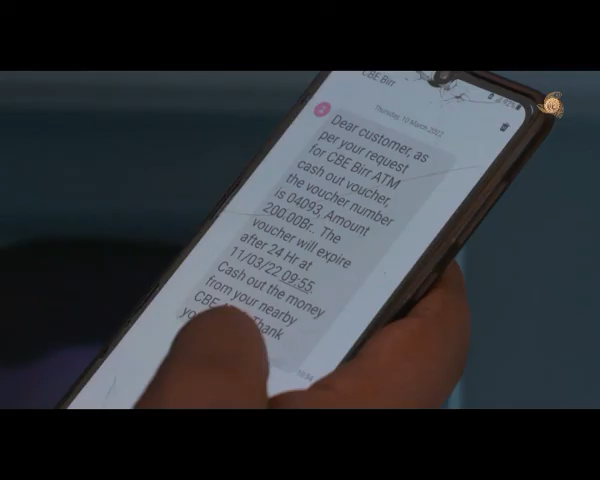 CBE Birr
92%
Thursday, 10 March 2022
Dear customer, as
per your request
for CBE Birr ATM
cash out voucher,
the voucher number
is 04093, Amount
200.00Br.. The
voucher will expire
after 24 Hr at
11/03/22 09:55.
Cash out the money
from your nearby
CBE Thank